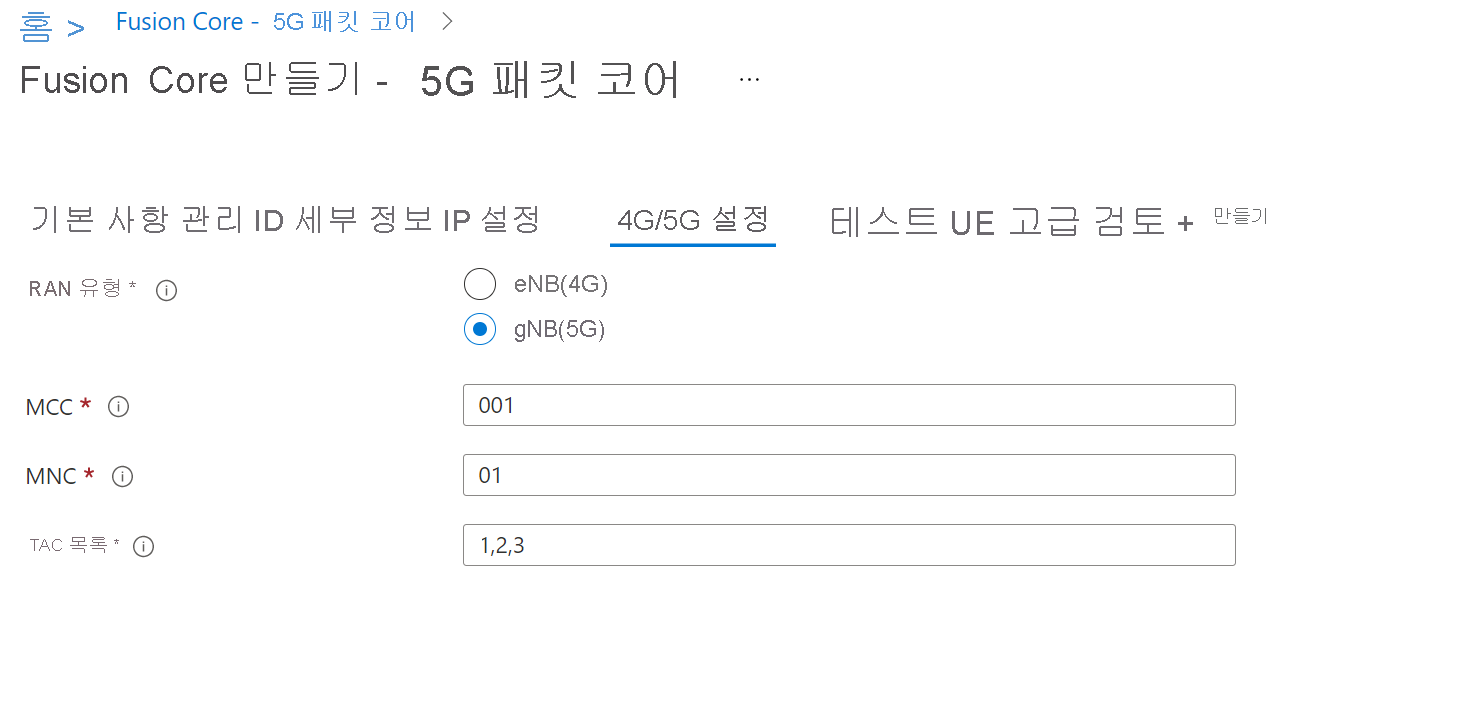 홈 > Fusion Core - 5G 패킷 코어 >
Fusion Core 만들기 - 5G 패킷 코어 ...
기본 사항 관리 ID 세부 정보 IP 설정 4G/5G 설정 테스트 UE 고급 검토 + 만들기
RAN 유형 *
eNB(4G)
gNB(5G)
MCC * 001
MNC * 01
TAC 목록 * 1,2,3